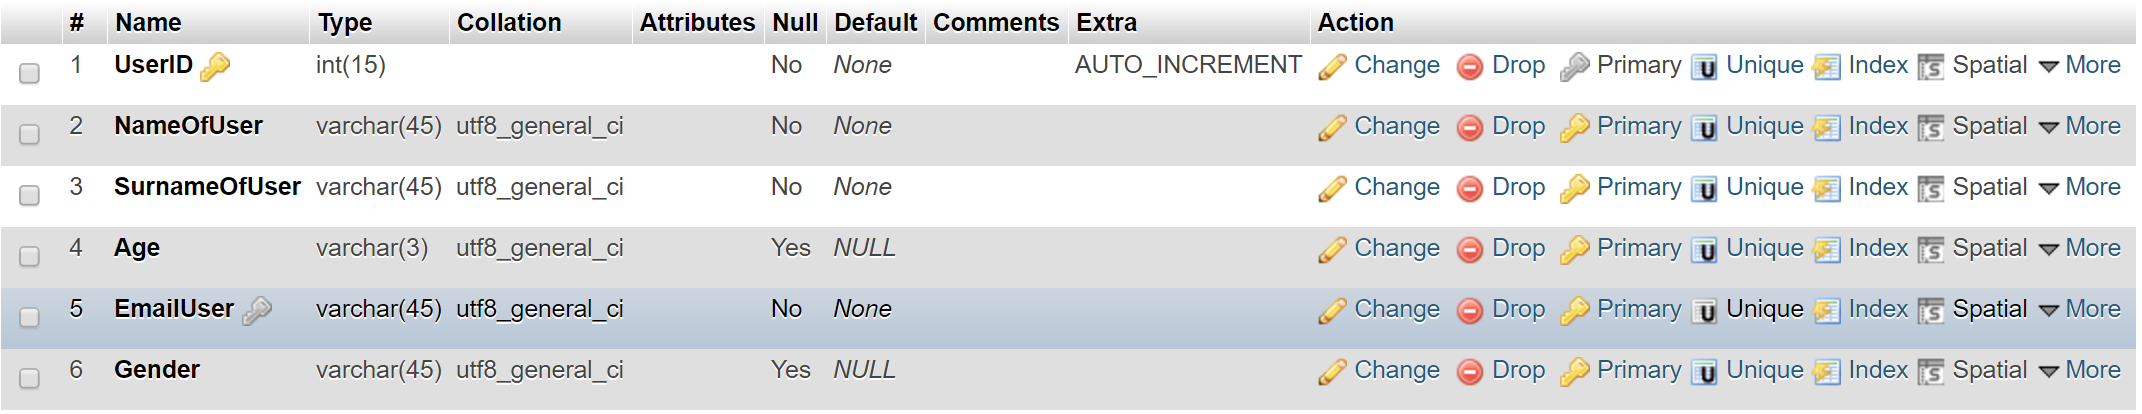 # Name Type Collation Attributes Null Default Comments Extra Action
1 UserID int(15) No None AUTO_INCREMENT Change Drop Primary Unique Index Spatial More
2 NameOfUser varchar(45) utf8_general_ci No None Change Drop Primary Unique Index Spatial More
3 SurnameOfUser varchar(45) utf8_general_ci No None Change Drop Primary Unique Index Spatial More
4 Age varchar(3) utf8_general_ci Yes NULL Change Drop Primary Unique Index Spatial More
5 EmailUser varchar(45) utf8_general_ci No None Change Drop Primary Unique Index Spatial More
6 Gender varchar(45) utf8_general_ci Yes NULL Change Drop Primary Unique Index Spatial More